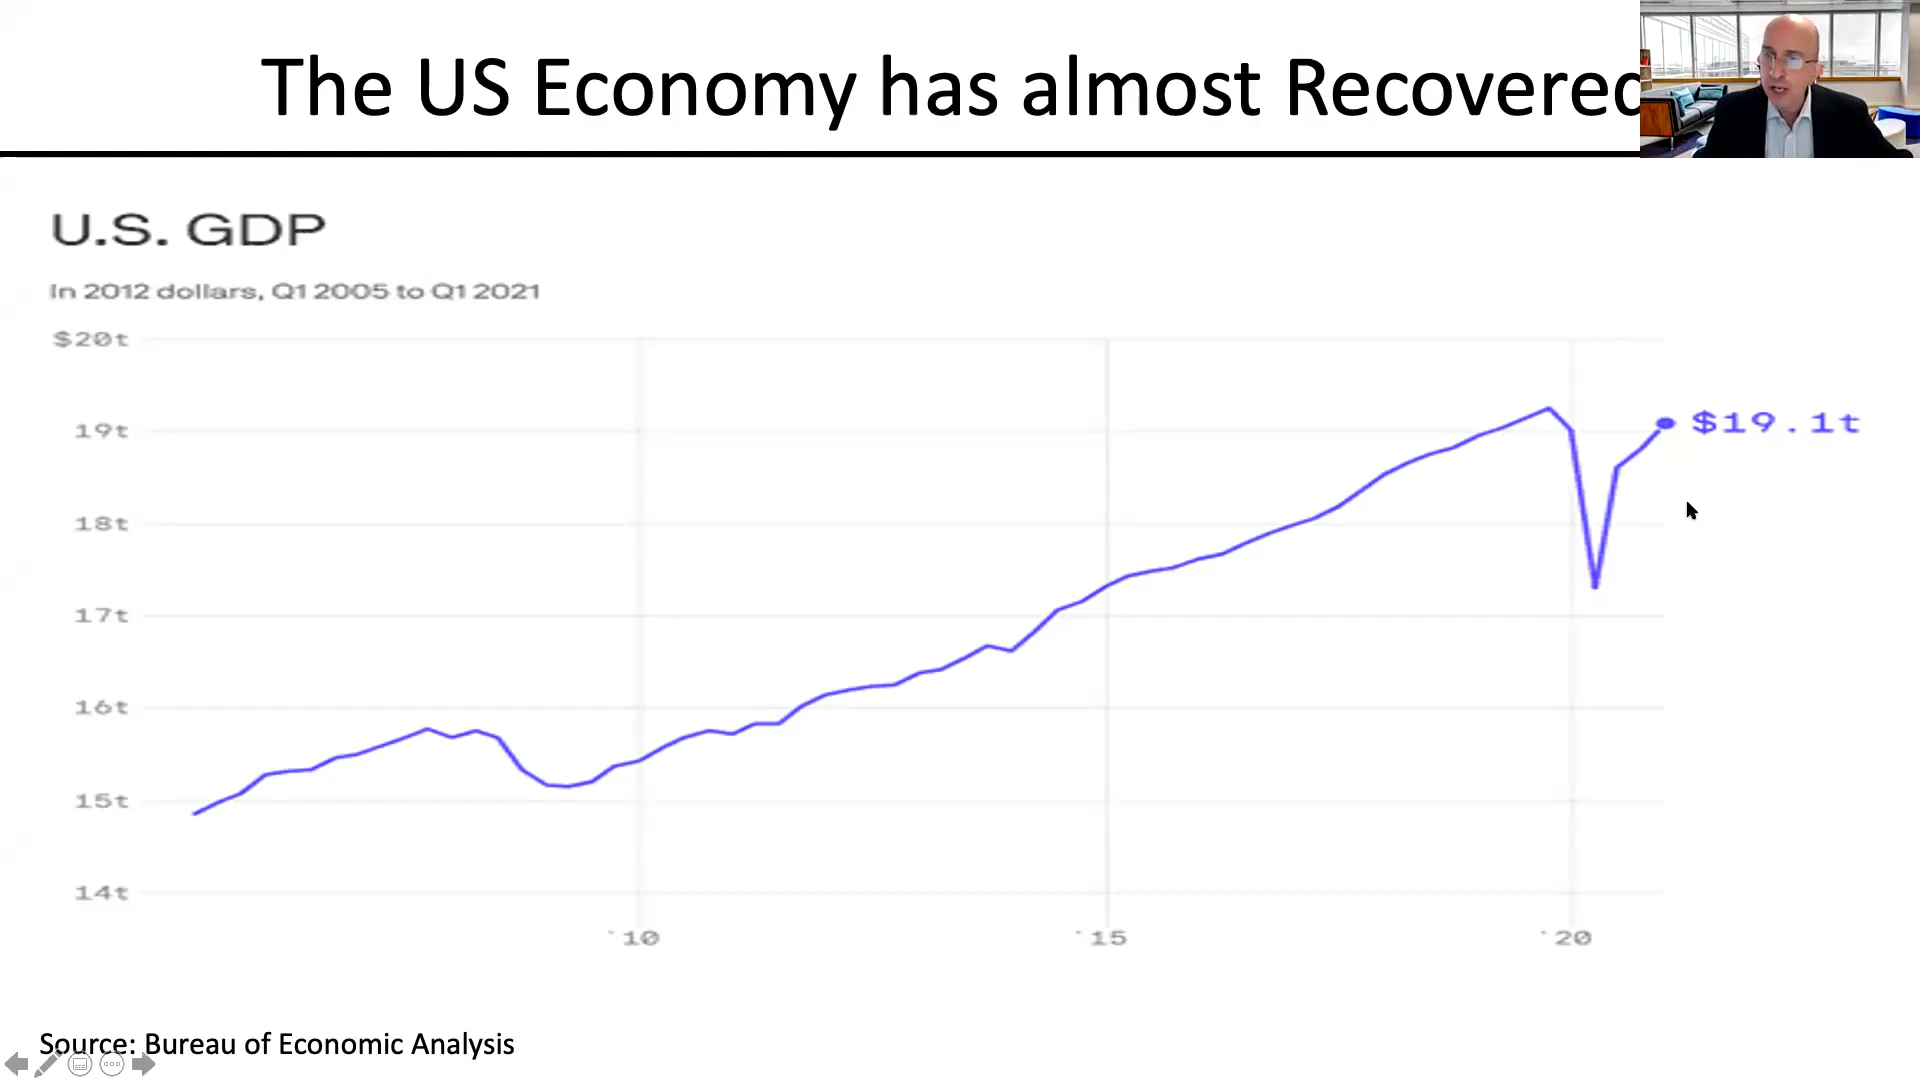 The US Economy has almost Recovered
U.S. GDP
In 2012 dollars, Q1 2005 to Q1 2021
$20t
19t
$19.1t
18t
17t
16t
15t
14t
`10
`15
`20
Source: Bureau of Economic Analysis